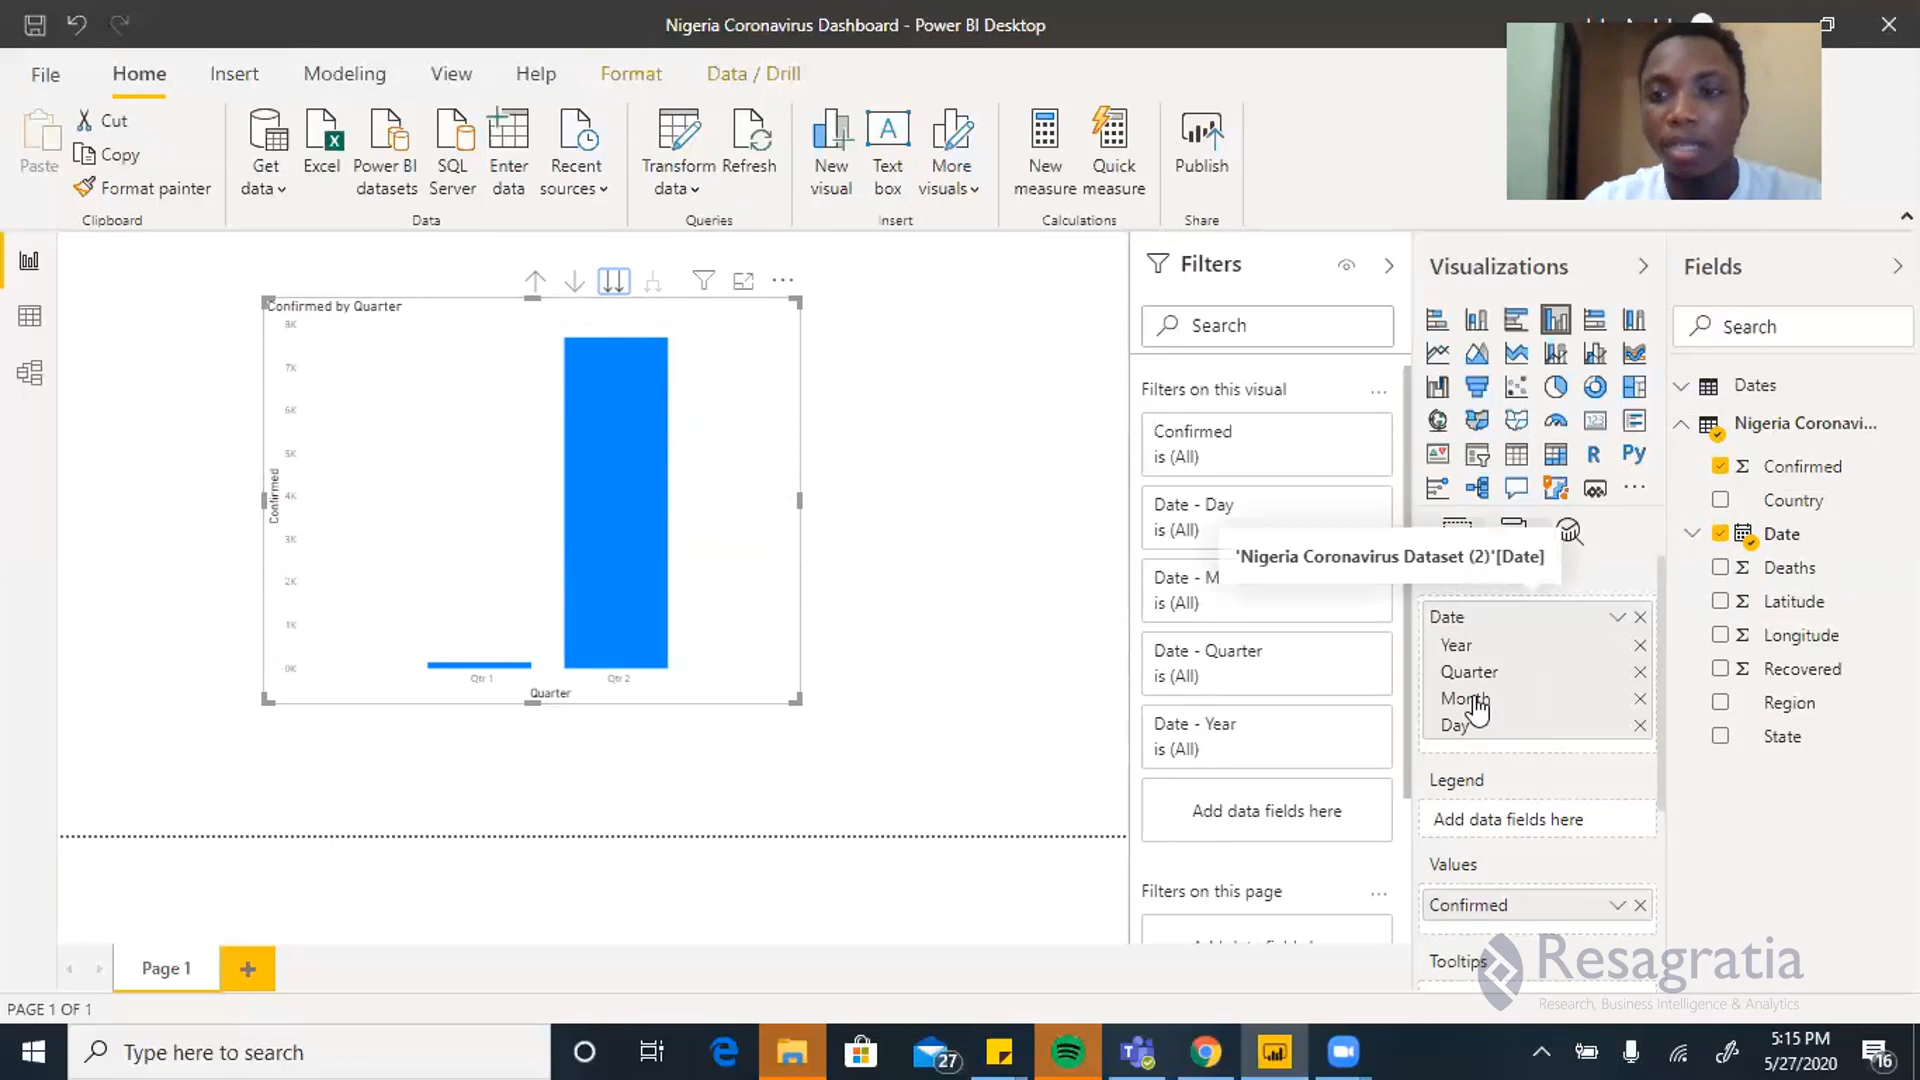 Nigeria Coronavirus Dashboard - Power BI Desktop
File
Home
Insert
Modeling
View
Help
Format
Data / Drill
Paste
Cut
Copy
Format painter
Clipboard
Get data
Excel
Power BI datasets
SQL Server
Enter data
Recent sources
Data
Transform data
Refresh
Queries
New visual
Text box
More visuals
Insert
New measure
Quick measure
Calculations
Publish
Share
Confirmed by Quarter
8K
7K
6K
5K
4K
3K
2K
1K
0K
Confirmed
Qtr 1
Qtr 2
Quarter
Filters
Search
Filters on this visual
Confirmed
is (All)
Date - Day
is (All)
Date - M
is (All)
Date - Quarter
is (All)
Date - Year
is (All)
Add data fields here
Filters on this page
Visualizations
R
Py
123
'Nigeria Coronavirus Dataset (2)'[Date]
Date
Year
Quarter
Month
Day
Legend
Add data fields here
Values
Confirmed
Tooltips
Fields
Search
Dates
Nigeria Coronavi...
Confirmed
Country
Date
Deaths
Latitude
Longitude
Recovered
Region
State
Resagratia
Research, Business Intelligence & Analytics
Page 1
PAGE 1 OF 1
Type here to search
27
5:15 PM
5/27/2020
16